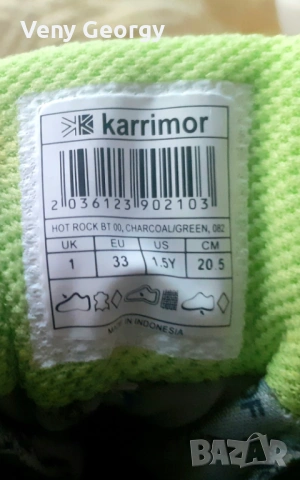 Veny Georgy
karrimor
2 036123 902103
HOT ROCK BT 00, CHARCOAL/GREEN, 082
UK EU US CM
1 33 1.5Y 20.5
MADE IN INDONESIA
BAZAR